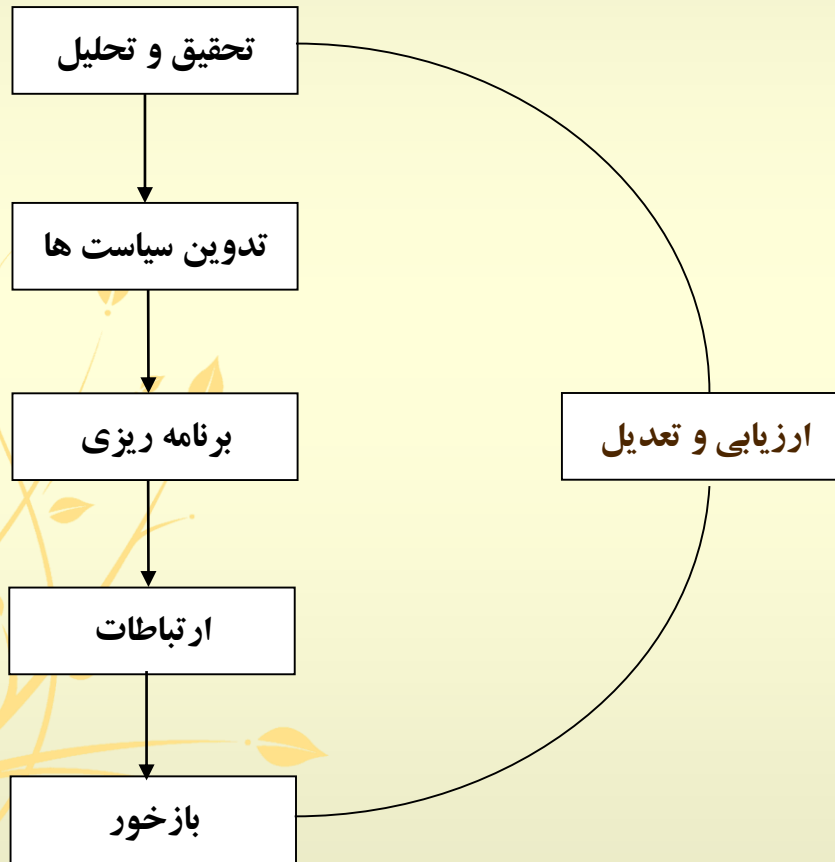 تحقیق و تحلیل
تدوین سیاست ها
برنامه ریزی
ارزیابی و تعدیل
ارتباطات
بازخور